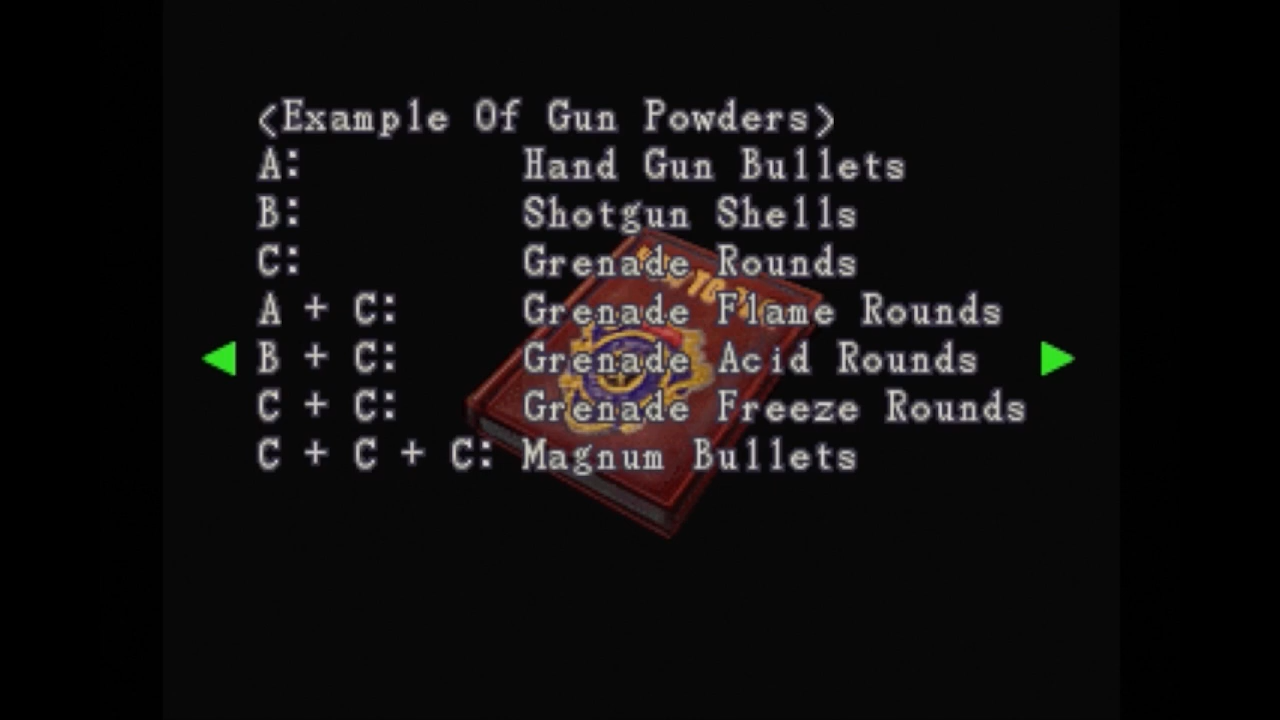 <Example Of Gun Powders>
A: Hand Gun Bullets
B: Shotgun Shells
C: Grenade Rounds
A + C: Grenade Flame Rounds
B + C: Grenade Acid Rounds
C + C: Grenade Freeze Rounds
C + C + C: Magnum Bullets